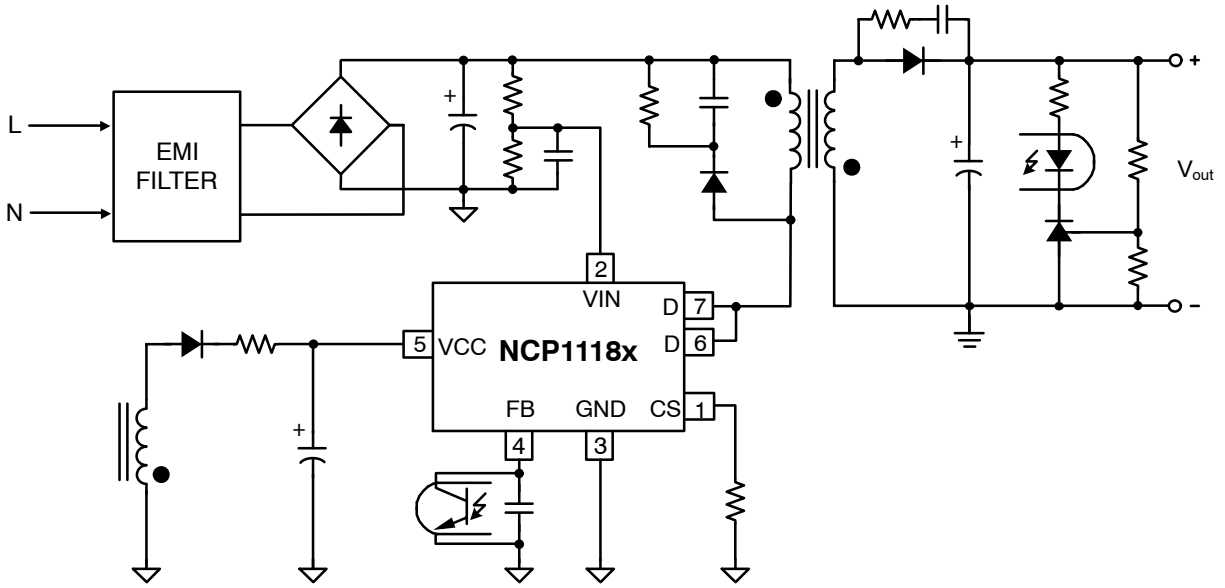 L
EMI
FILTER
N
+
+
+
V_out
-
2
VIN
D 7
D 6
5 VCC NCP1118x
FB GND CS 1
4 3
+